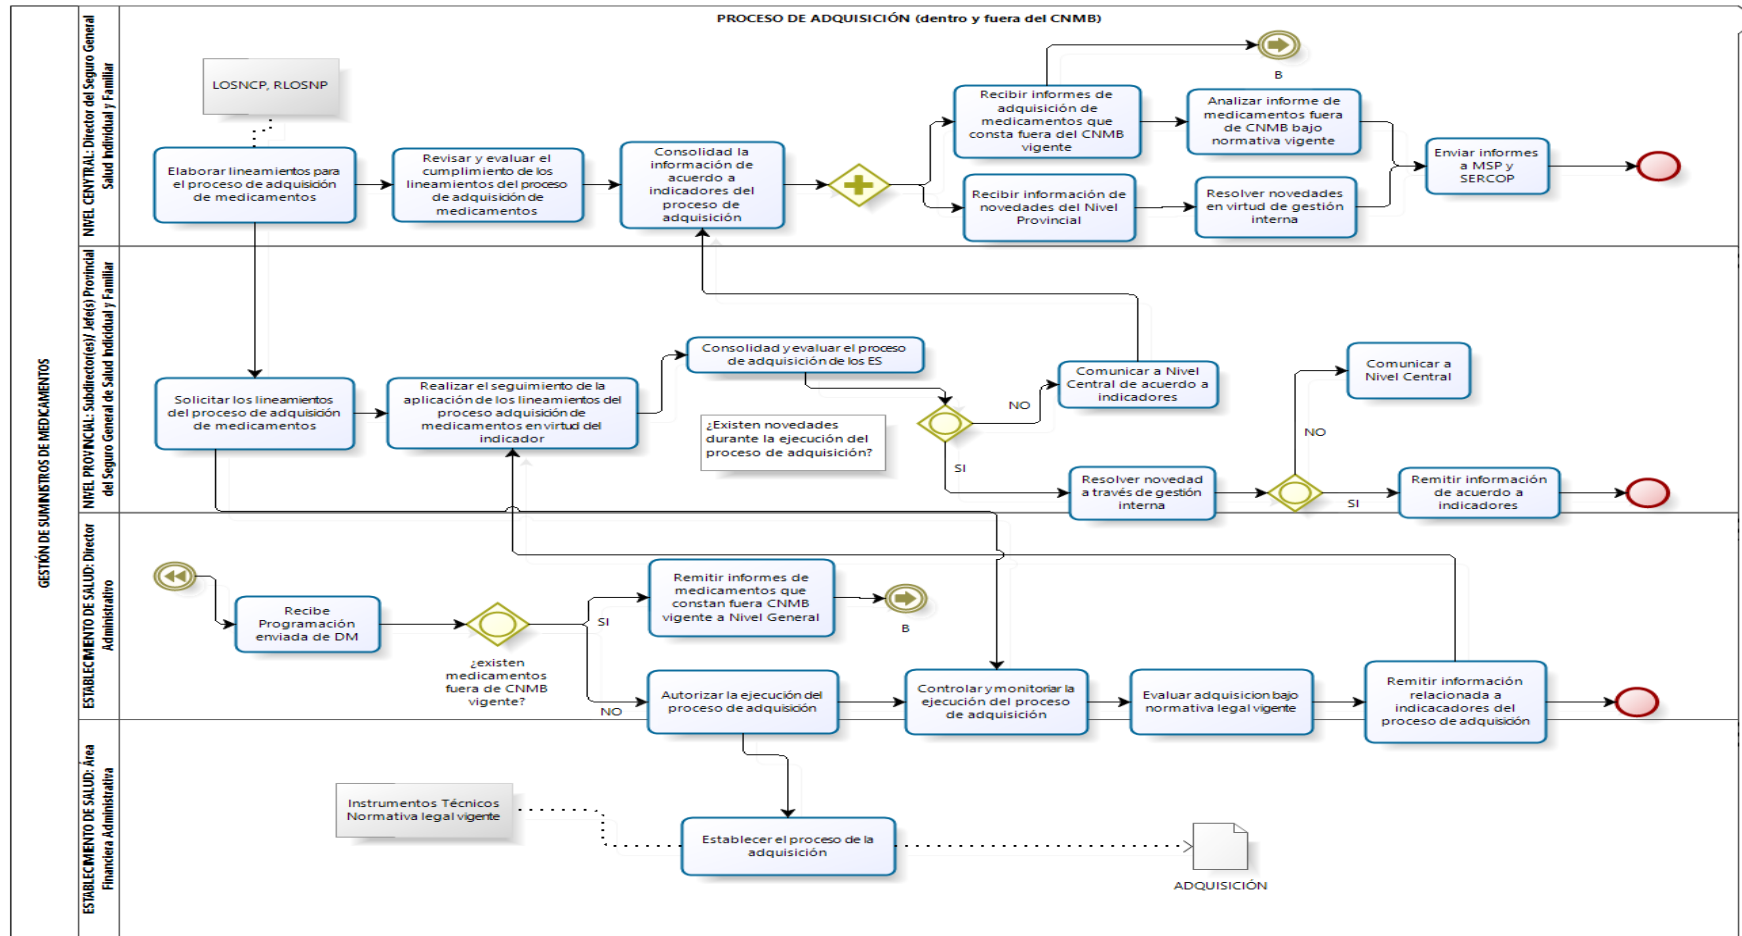 PROCESO DE ADQUISICIÓN (dentro y fuera del CNMB)
GESTIÓN DE SUMINISTROS DE MEDICAMENTOS
NIVEL CENYTRAL: Director del Seguro General
Salud Individual y Familiar
LOSNCP, RLOSNP
Elaborar lineamientos para
el proceso de adquisición
de medicamentos
Revisar y evaluar el
cumplimiento de los
lineamientos del proceso
de adquisición de
medicamentos
Consolidad la
información de
acuerdo a
indicadores del
proceso de
adquisición
Recibir informes de
adquisición de
medicamentos que
consta fuera del CNMB
vigente
B
Analizar informe de
medicamentos fuera
de CNMB bajo
normativa vigente
Recibir información de
novedades del Nivel
Provincial
Resolver novedades
en virtud de gestión
interna
Enviar informes
a MSP y
SERCOP
NIVEL PROVINCIAL: Subdirector(es)/ Jefe(s) Provincial
del Seguro General de Salud Indicidual y Familiar
Solicitar los lineamientos
del proceso de adquisición
de medicamentos
Realizar el seguimiento de la
aplicación de los lineamientos del
proceso adquisición de
medicamentos en virtud del
indicador
Consolidad y evaluar el proceso
de adquisición de los ES
¿Existen novedades
durante la ejecución del
proceso de adquisición?
NO
Comunicar a Nivel
Central de acuerdo a
indicadores
SI
Resolver novedad
a través de gestión
interna
NO
Comunicar a
Nivel Central
SI
Remitir información
de acuerdo a
indicadores
ESTABLECIMIENTO DE SALUD: Director
Administrativo
Recibe
Programación
enviada de DM
¿existen
medicamentos
fuera de CNMB
vigente?
SI
Remitir informes de
medicamentos que
constan fuera CNMB
vigente a Nivel General
B
NO
Autorizar la ejecución del
proceso de adquisición
Controlar y monitoriar la
ejecución del proceso
de adquisición
Evaluar adquisicion bajo
normativa legal vigente
Remitir información
relacionada a
indicacadores del
proceso de adquisición
ESTABLECIMIENTO DE SALUD: Área
Financiera Administrativa
Instrumentos Técnicos
Normativa legal vigente
Establecer el proceso de la
adquisición
ADQUISICIÓN